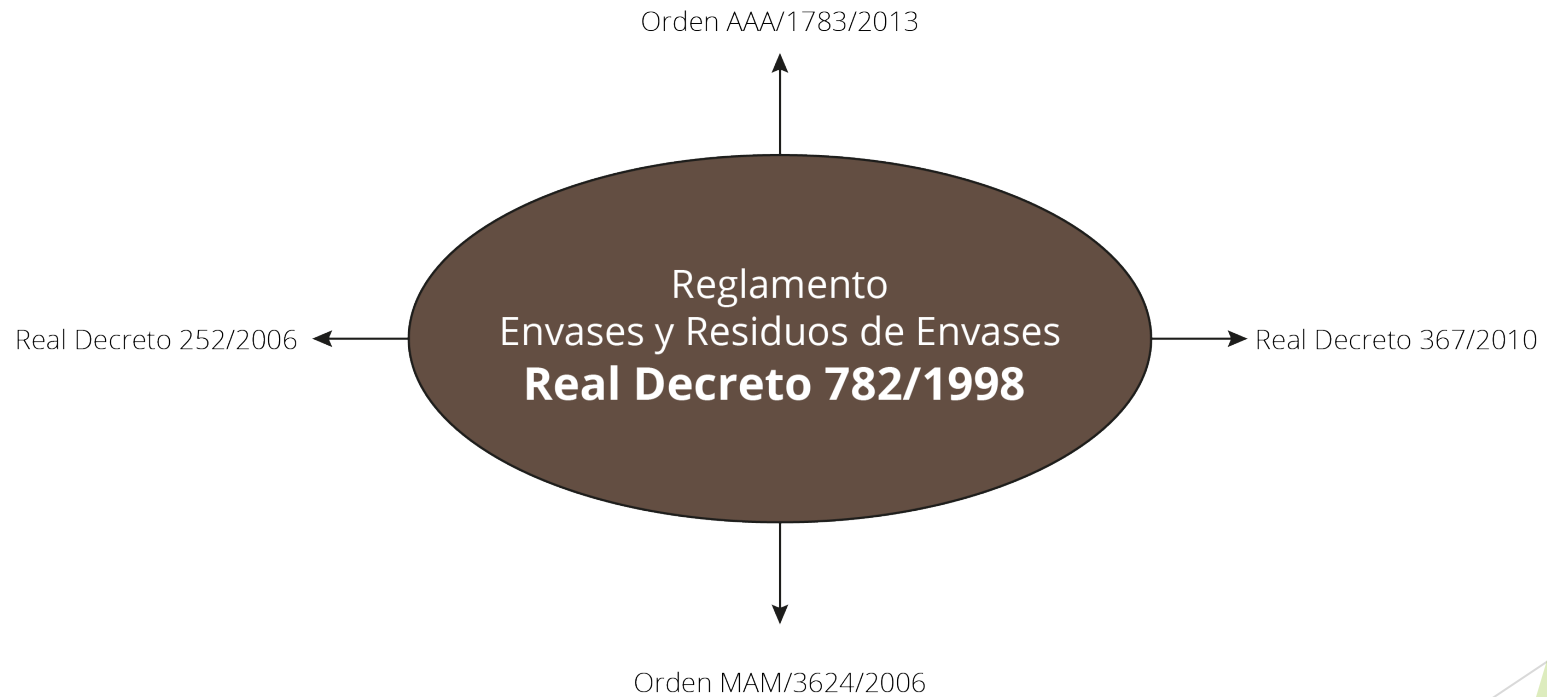 Orden AAA/1783/2013
Reglamento
Envases y Residuos de Envases
Real Decreto 782/1998
Real Decreto 252/2006
Real Decreto 367/2010
Orden MAM/3624/2006